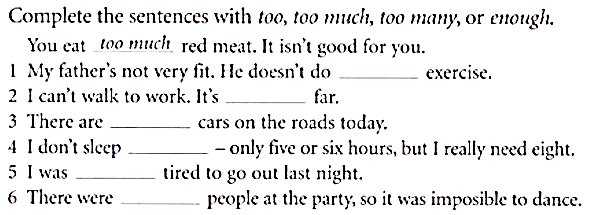 Complete the sentences with too, too much, too many, or enough.
You eat too much red meat. It isn't good for you.
1 My father's not very fit. He doesn't do ________ exercise.
2 I can't walk to work. It's ________ far.
3 There are ________ cars on the roads today.
4 I don't sleep ________ – only five or six hours, but I really need eight.
5 I was ________ tired to go out last night.
6 There were ________ people at the party, so it was imposible to dance.